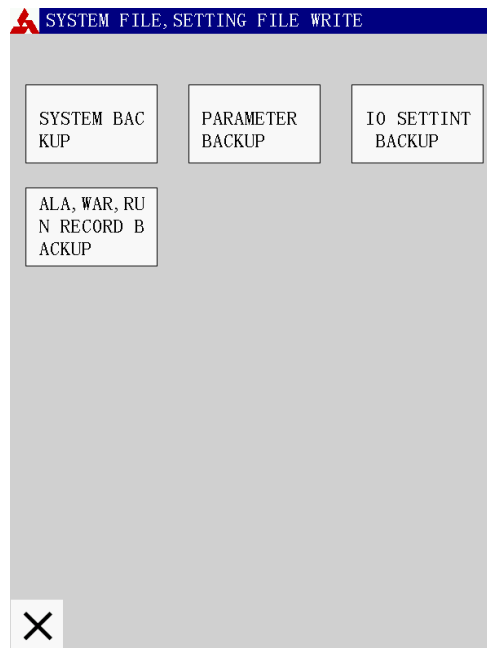 SYSTEM FILE, SETTING FILE WRITE
SYSTEM BAC
KUP
PARAMETER
BACKUP
IO SETTINT
BACKUP
ALA, WAR, RU
N RECORD B
ACKUP